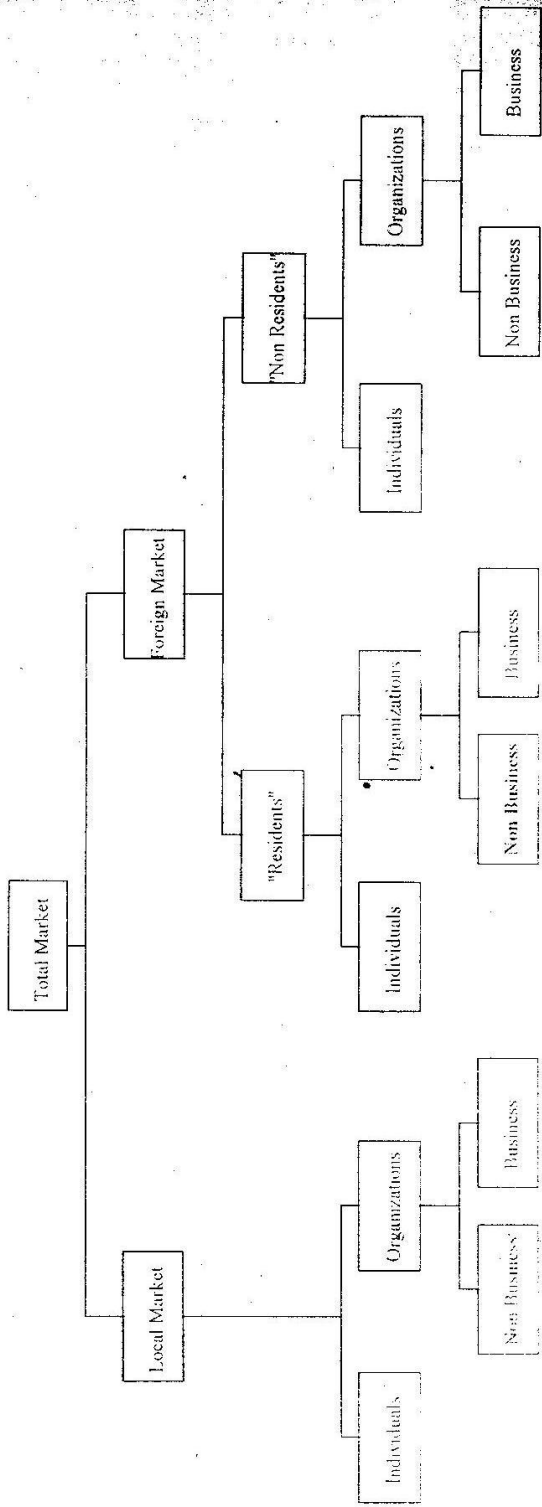 Total Market
Local Market
Foreign Market
"Residents"
"Non Residents"
Individuals
Organizations
Individuals
Organizations
Individuals
Organizations
Non Business
Business
Non Business
Business
Non Business
Business